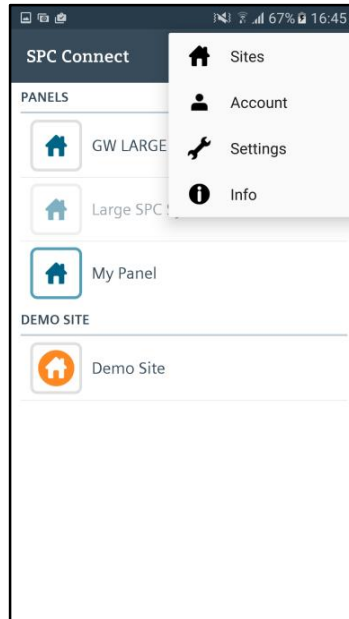 67% 16:45
SPC Connect
Sites
PANELS
Account
GW LARGE
Settings
Large SPC
Info
My Panel
DEMO SITE
Demo Site